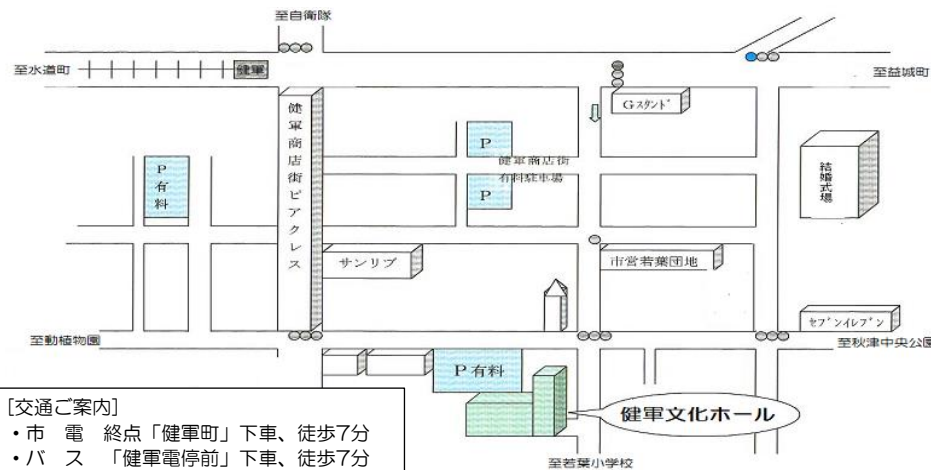 至自衛隊
至水道町
健軍
至益城町
Gスタンド
健軍商店街ピアクレス
P
健軍商店街
有料駐車場
P
P有料
結婚式場
サンリブ
市営若葉団地
セブンイレブン
至動植物園
至秋津中央公園
P有料
健軍文化ホール
[交通ご案内]
・市　電　終点「健軍町」下車、徒歩7分
・バ　ス　「健軍電停前」下車、徒歩7分
至若葉小学校